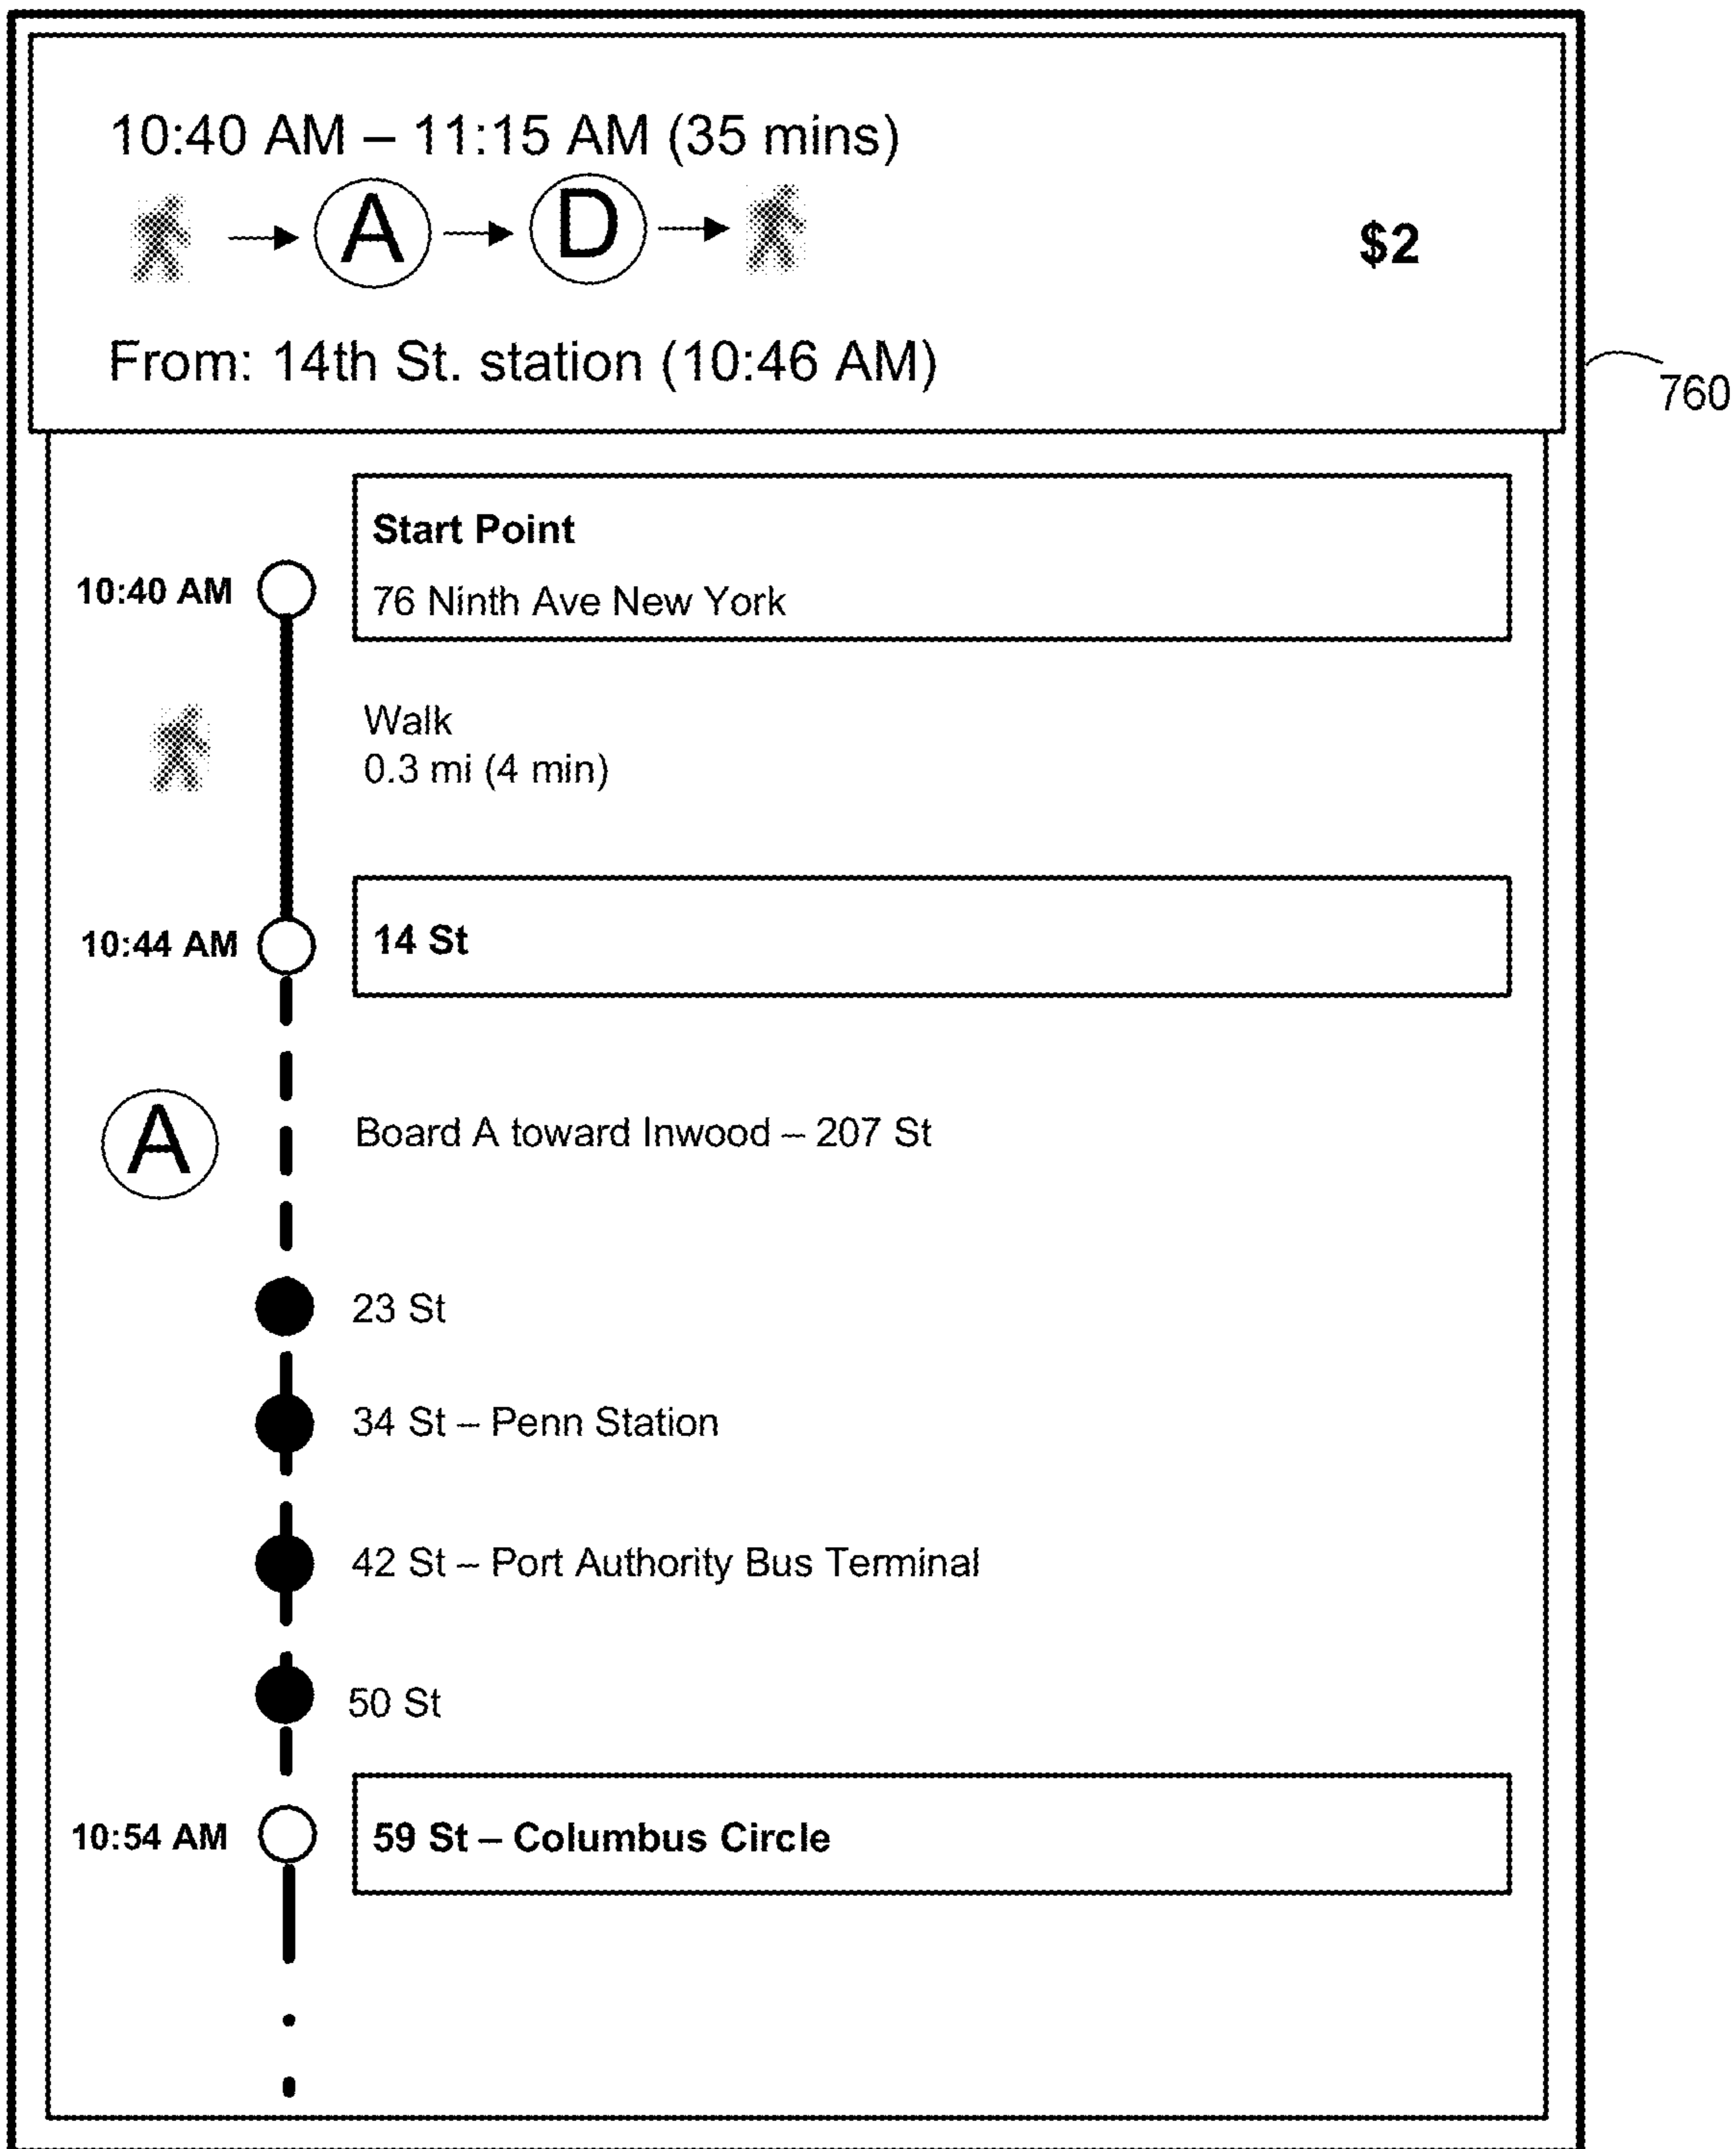 10:40 AM – 11:15 AM (35 mins)
A D
$2
From: 14th St. station (10:46 AM)
760
Start Point
10:40 AM
76 Ninth Ave New York
Walk
0.3 mi (4 min)
10:44 AM
14 St
A
Board A toward Inwood – 207 St
23 St
34 St – Penn Station
42 St – Port Authority Bus Terminal
50 St
10:54 AM
59 St – Columbus Circle